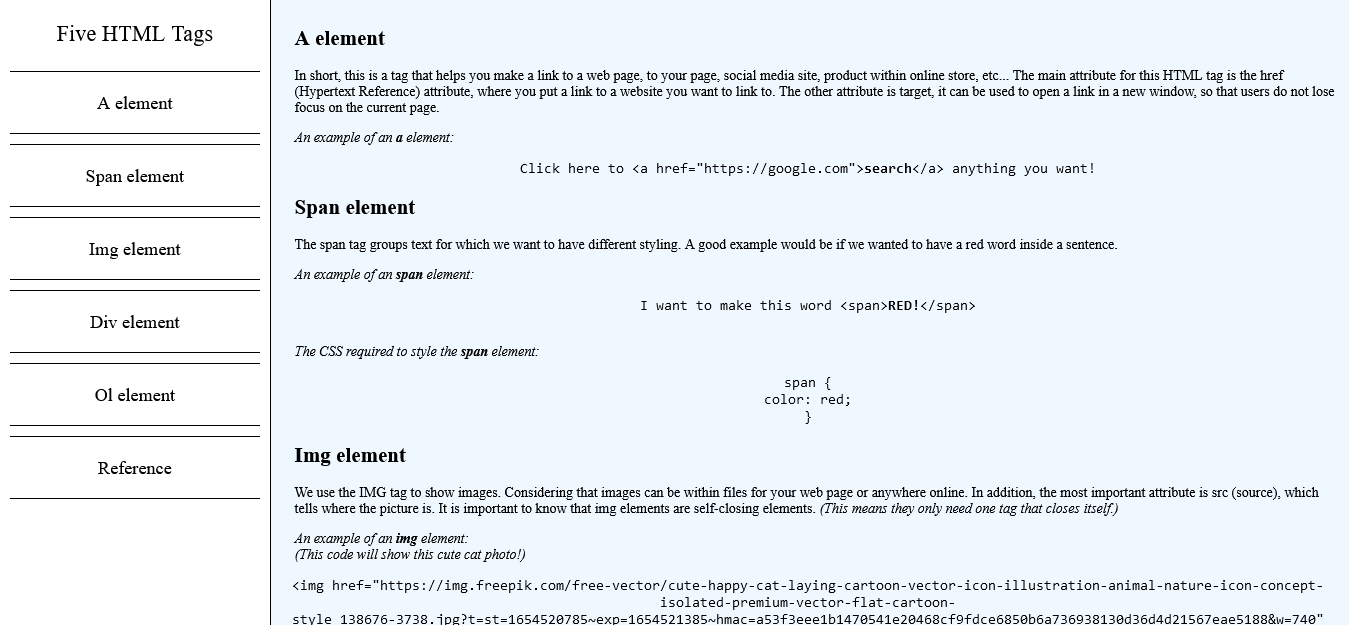 Five HTML Tags
A element
Span element
Img element
Div element
Ol element
Reference
A element
In short, this is a tag that helps you make a link to a web page, to your page, social media site, product within online store, etc... The main attribute for this HTML tag is the href
(Hypertext Reference) attribute, where you put a link to a website you want to link to. The other attribute is target, it can be used to open a link in a new window, so that users do not lose
focus on the current page.
An example of an a element:
Click here to <a href="https://google.com">search</a> anything you want!
Span element
The span tag groups text for which we want to have different styling. A good example would be if we wanted to have a red word inside a sentence.
An example of an span element:
I want to make this word <span>RED!</span>
The CSS required to style the span element:
span {
color: red;
}
Img element
We use the IMG tag to show images. Considering that images can be within files for your web page or anywhere online. In addition, the most important attribute is src (source), which
tells where the picture is. It is important to know that img elements are self-closing elements. (This means they only need one tag that closes itself.)
An example of an img element:
(This code will show this cute cat photo!)
<img href="https://img.freepik.com/free-vector/cute-happy-cat-laying-cartoon-vector-icon-illustration-animal-nature-icon-concept-
isolated-premium-vector-flat-cartoon-
style_138676-3738.jpg?t=st=1654520785~exp=1654521385~hmac=a53f3eee1b1470541e20468cf9fdce6850b6a736938130d36d4d21567eae5188&w=740"